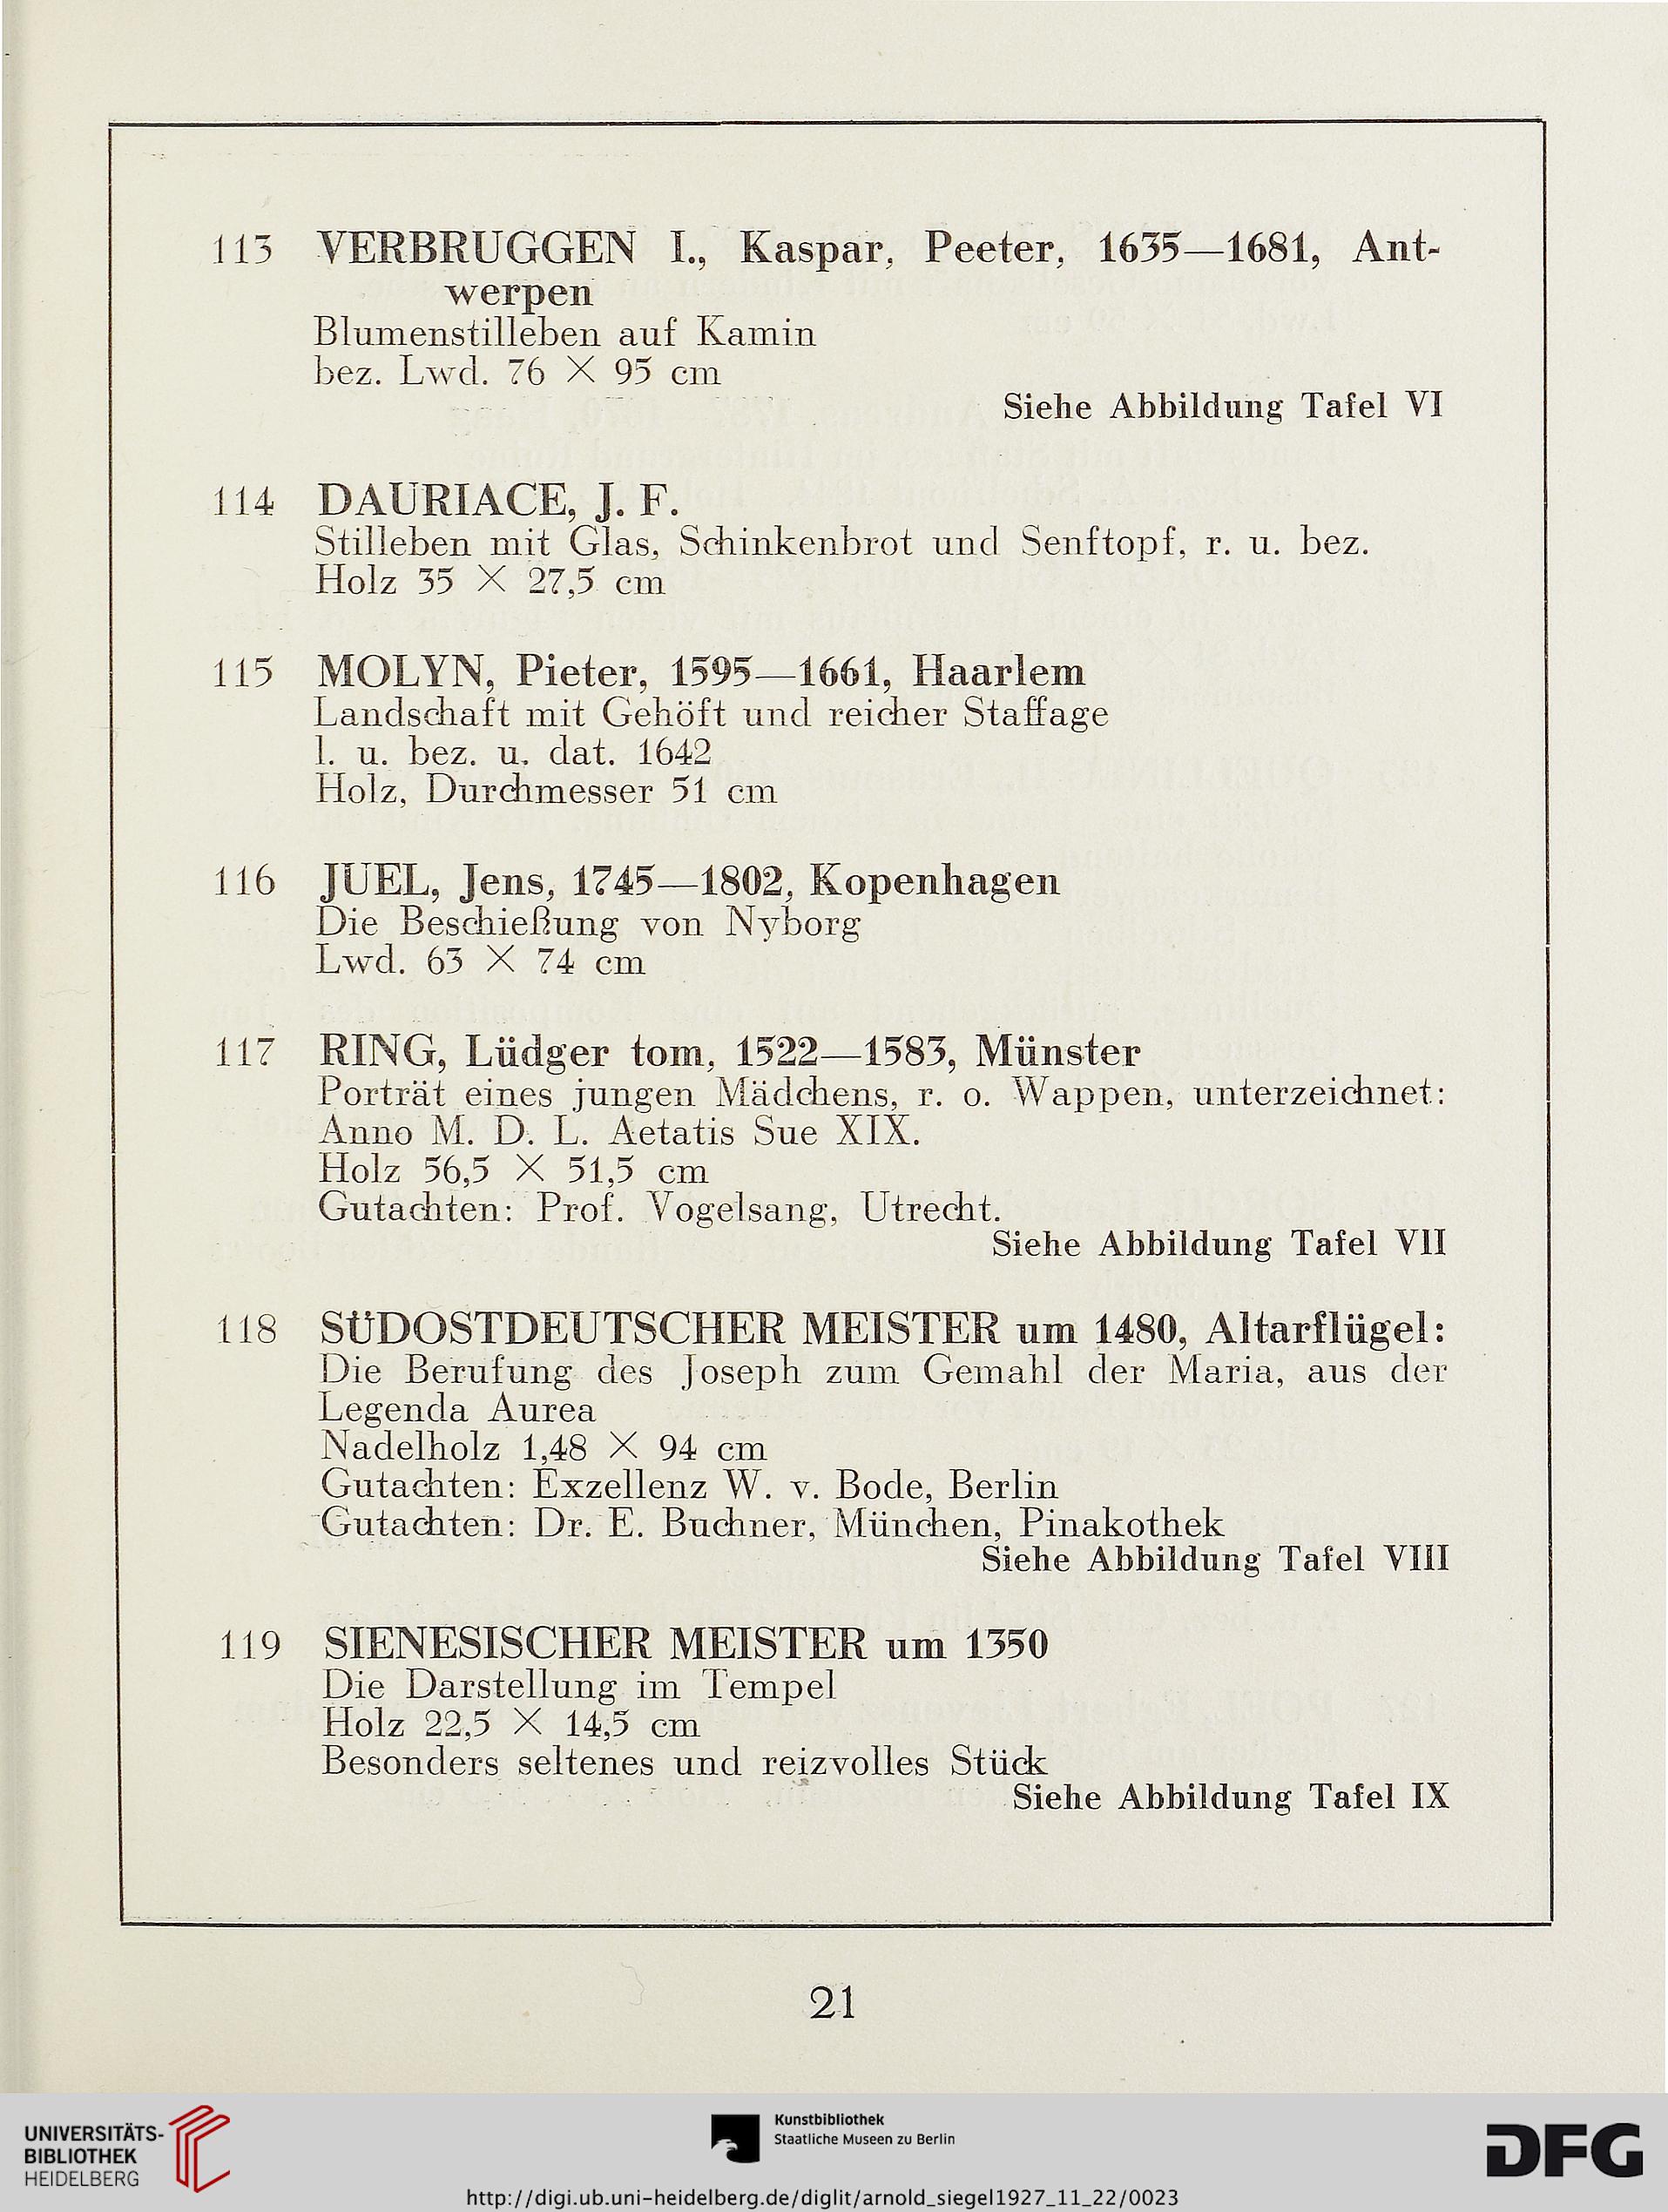 113 VERBRUGGEN I., Kaspar, Peeter, 1635—1681, Ant-
werpen
Blumenstilleben auf Kamin
bez. Lwd. 76 × 95 cm
Siehe Abbildung Tafel VI
114 DAURIACE, J. F.
Stilleben mit Glas, Schinkenbrot und Senftopf, r. u. bez.
Holz 35 × 27,5 cm
115 MOLYN, Pieter, 1595—1661, Haarlem
Landschaft mit Gehöft und reicher Staffage
l. u. bez. u. dat. 1642
Holz, Durchmesser 51 cm
116 JUEL, Jens, 1745—1802, Kopenhagen
Die Beschießung von Nyborg
Lwd. 63 × 74 cm
117 RING, Lüdger tom, 1522—1583, Münster
Porträt eines jungen Mädchens, r. o. Wappen, unterzeichnet:
Anno M. D. L. Aetatis Sue XIX.
Holz 56,5 × 51,5 cm
Gutachten: Prof. Vogelsang, Utrecht.
Siehe Abbildung Tafel VII
118 SÜDOSTDEUTSCHER MEISTER um 1480, Altarflügel:
Die Berufung des Joseph zum Gemahl der Maria, aus der
Legenda Aurea
Nadelholz 1,48 × 94 cm
Gutachten: Exzellenz W. v. Bode, Berlin
Gutachten: Dr. E. Buchner, München, Pinakothek
Siehe Abbildung Tafel VIII
119 SIENESISCHER MEISTER um 1350
Die Darstellung im Tempel
Holz 22,5 × 14,5 cm
Besonders seltenes und reizvolles Stück
Siehe Abbildung Tafel IX
21
UNIVERSITÄTS-
BIBLIOTHEK
HEIDELBERG
Kunstbibliothek
Staatliche Museen zu Berlin
DFG
http://digi.ub.uni-heidelberg.de/diglit/arnold_siegel1927_11_22/0023